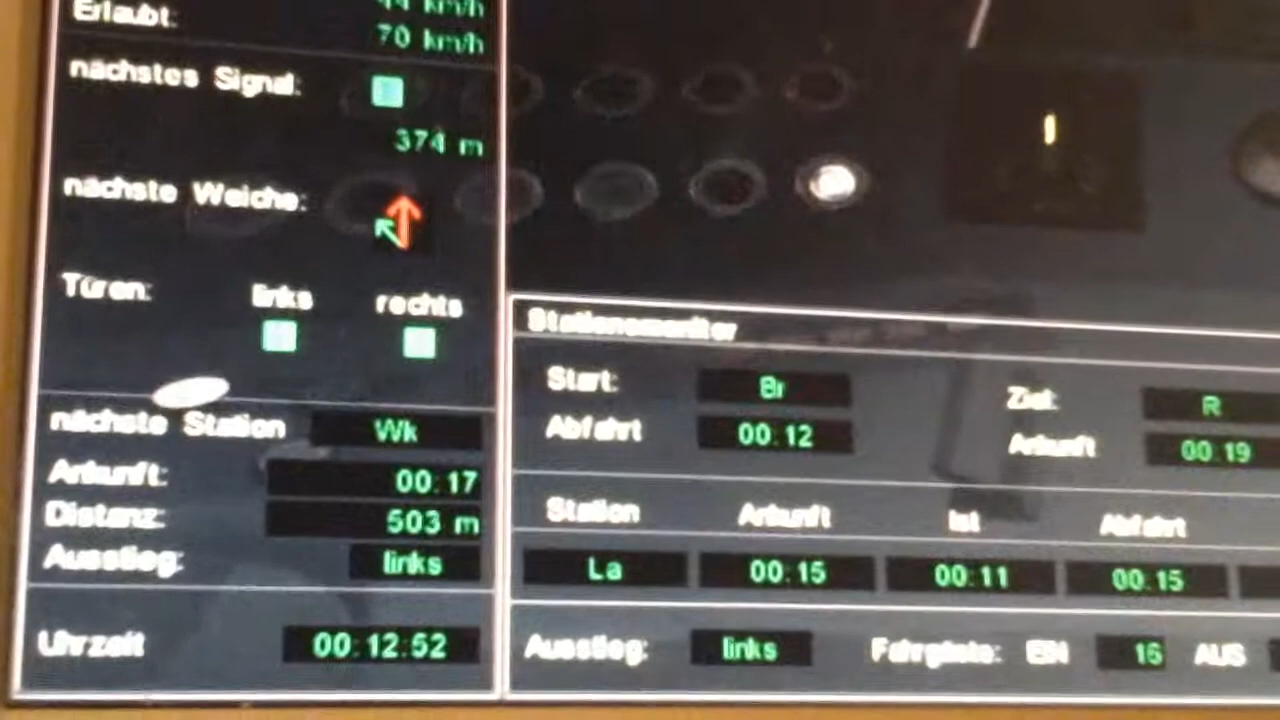 44 km/h
Erlaubt: 70 km/h
nächstes Signal:
374 m
nächste Weiche:
Türen: links rechts
nächste Station Wk
Ankunft: 00:17
Distanz: 503 m
Ausstieg: links
Uhrzeit 00:12:52
Stationsmonitor
Start: Br Ziel: R
Abfahrt 00:12 Ankunft 00:19
Station Ankunft Ist Abfahrt
La 00:15 00:11 00:15
Ausstieg: links Fahrgäste: EIN 16 AUS